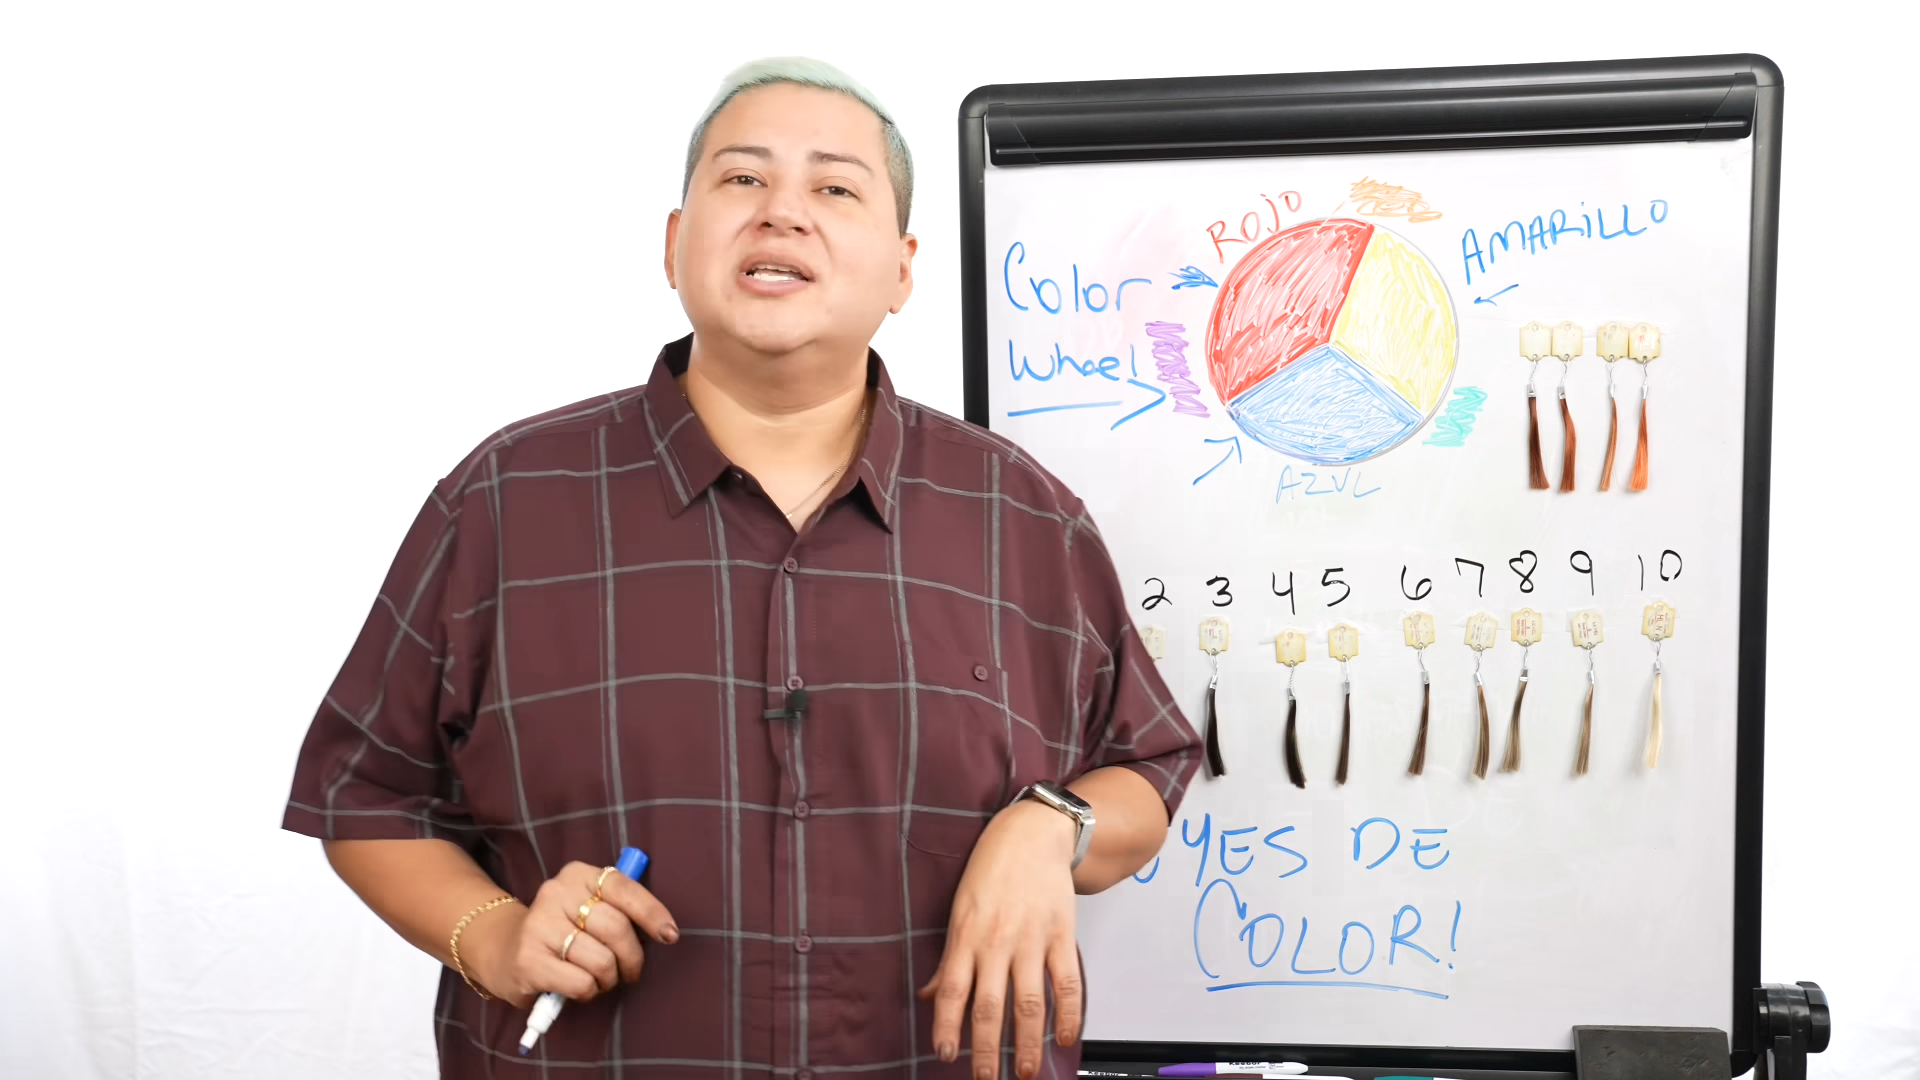 ROJO
AMARILLO
Color
Wheel
AZUL
2 3 4 5 6 7 8 9 10
YES DE
COLOR!